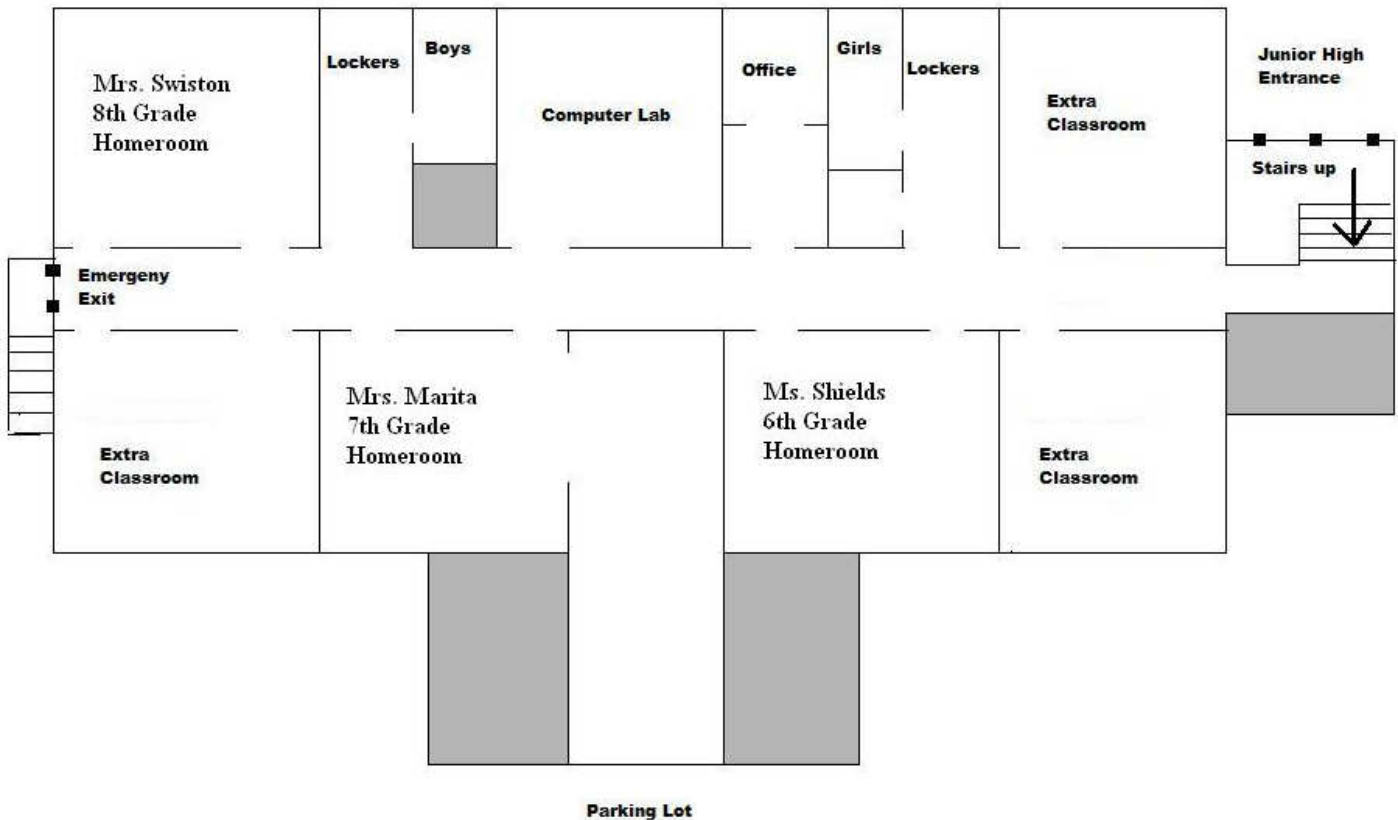 Mrs. Swiston
8th Grade
Homeroom
Lockers
Boys
Computer Lab
Office
Girls
Lockers
Extra
Classroom
Junior High
Entrance
Stairs up
Emergeny
Exit
Extra
Classroom
Mrs. Marita
7th Grade
Homeroom
Ms. Shields
6th Grade
Homeroom
Extra
Classroom
Parking Lot